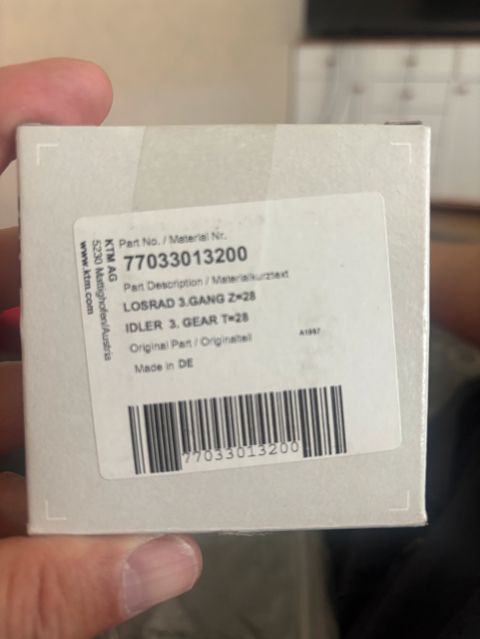 Part No. / Material Nr.
77033013200
Part Description / Materialkurztext
LOSRAD 3.GANG Z=28
IDLER 3. GEAR T=28
Original Part / Originalteil
A1997
Made in DE
77033013200
KTM AG
5230 Mattighofen/Austria
www.ktm.com